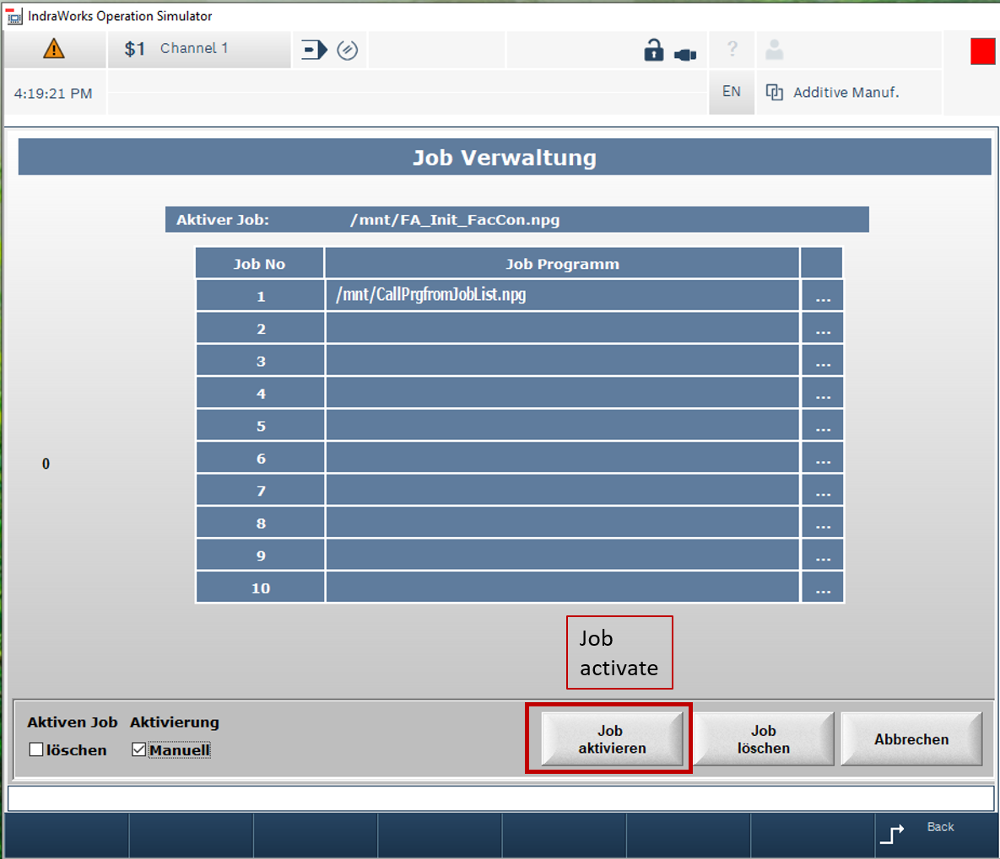 IndraWorks Operation Simulator
$1 Channel 1
?
4:19:21 PM
EN
Additive Manuf.
Job Verwaltung
Aktiver Job: /mnt/FA_Init_FacCon.npg
Job No Job Programm
1 /mnt/CallPrgfromJobList.npg ...
2 ...
3 ...
4 ...
5 ...
6 ...
7 ...
8 ...
9 ...
10 ...
0
Job
activate
Aktiven Job Aktivierung
löschen Manuell
Job
aktivieren
Job
löschen
Abbrechen
Back